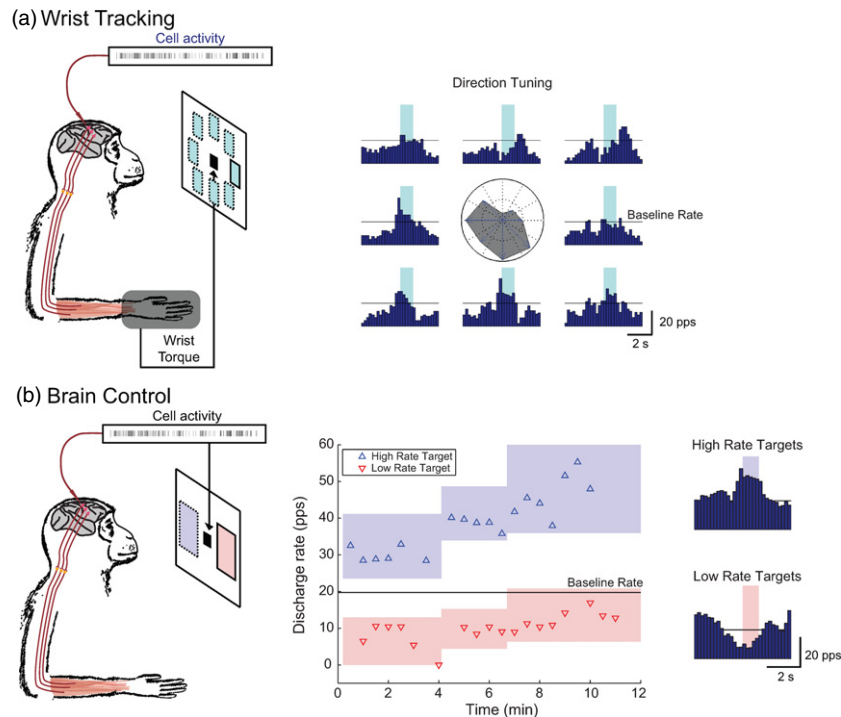 (a) Wrist Tracking
Cell activity
Direction Tuning
Baseline Rate
Wrist
Torque
20 pps
2 s
(b) Brain Control
Cell activity
60
50
40
30
20
10
0
Discharge rate (pps)
High Rate Target
Low Rate Target
Baseline Rate
0 2 4 6 8 10 12
Time (min)
High Rate Targets
Low Rate Targets
20 pps
2 s